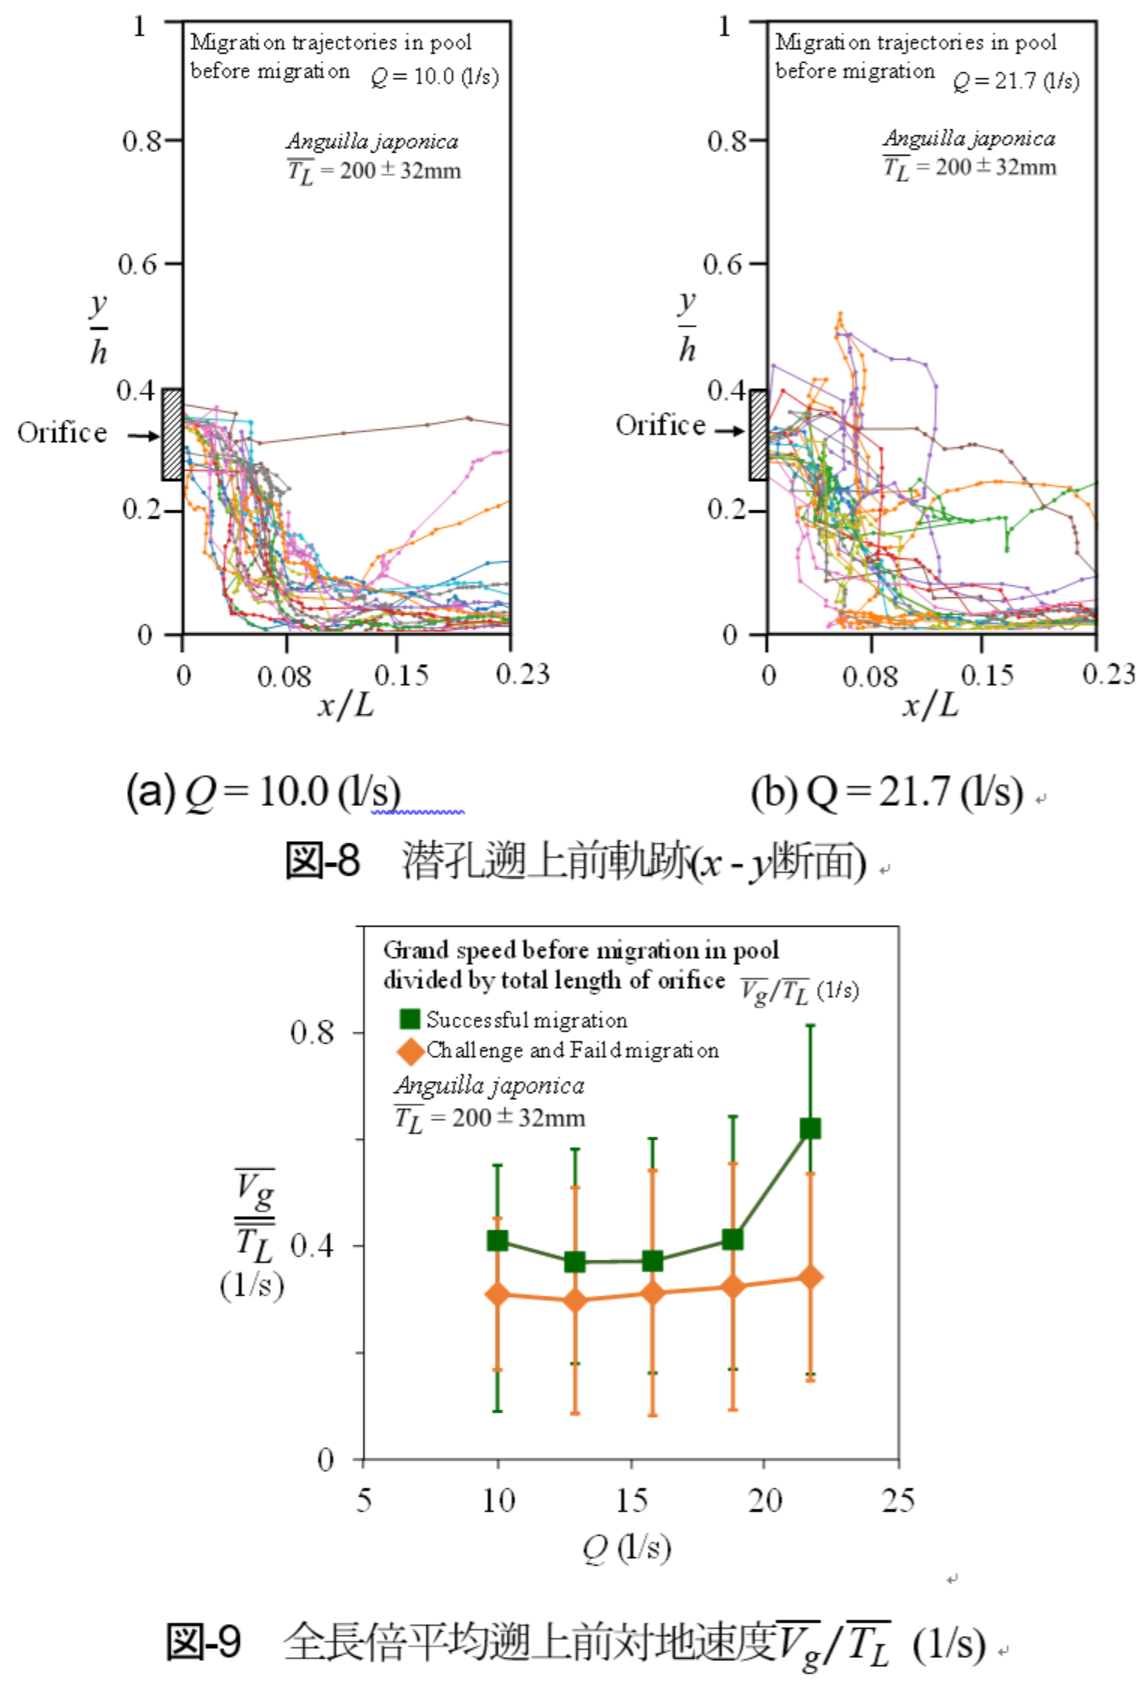 Migration trajectories in pool
before migration Q = 10.0 (l/s)
Anguilla japonica
T_L = 200 ± 32mm
1
0.8
0.6
0.4
0.2
0
y
h
Orifice
0 0.08 0.15 0.23
x/L
Migration trajectories in pool
before migration Q = 21.7 (l/s)
Anguilla japonica
T_L = 200 ± 32mm
1
0.8
0.6
0.4
0.2
0
y
h
Orifice
0 0.08 0.15 0.23
x/L
(a) Q = 10.0 (l/s)
(b) Q = 21.7 (l/s)
図-8 潜孔遡上前軌跡(x - y断面)
Grand speed before migration in pool
divided by total length of orifice V_g/T_L (1/s)
Successful migration
Challenge and Faild migration
Anguilla japonica
T_L = 200 ± 32mm
0.8
0.4
0
V_g
T_L
(1/s)
5 10 15 20 25
Q (l/s)
図-9 全長倍平均遡上前対地速度V_g/T_L (1/s)